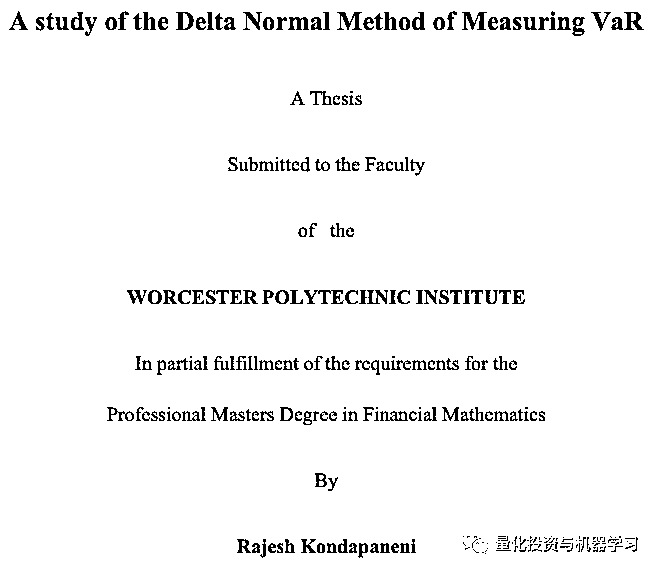 A study of the Delta Normal Method of Measuring VaR
A Thesis
Submitted to the Faculty
of the
WORCESTER POLYTECHNIC INSTITUTE
In partial fulfillment of the requirements for the
Professional Masters Degree in Financial Mathematics
By
Rajesh Kondapaneni
量化投资与机器学习